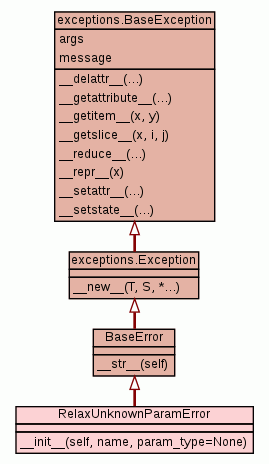 exceptions.BaseException
args
message
__delattr__(...)
__getattribute__(...)
__getitem__(x, y)
__getslice__(x, i, j)
__reduce__(...)
__repr__(x)
__setattr__(...)
__setstate__(...)
exceptions.Exception
__new__(T, S, *...)
BaseError
__str__(self)
RelaxUnknownParamError
__init__(self, name, param_type=None)